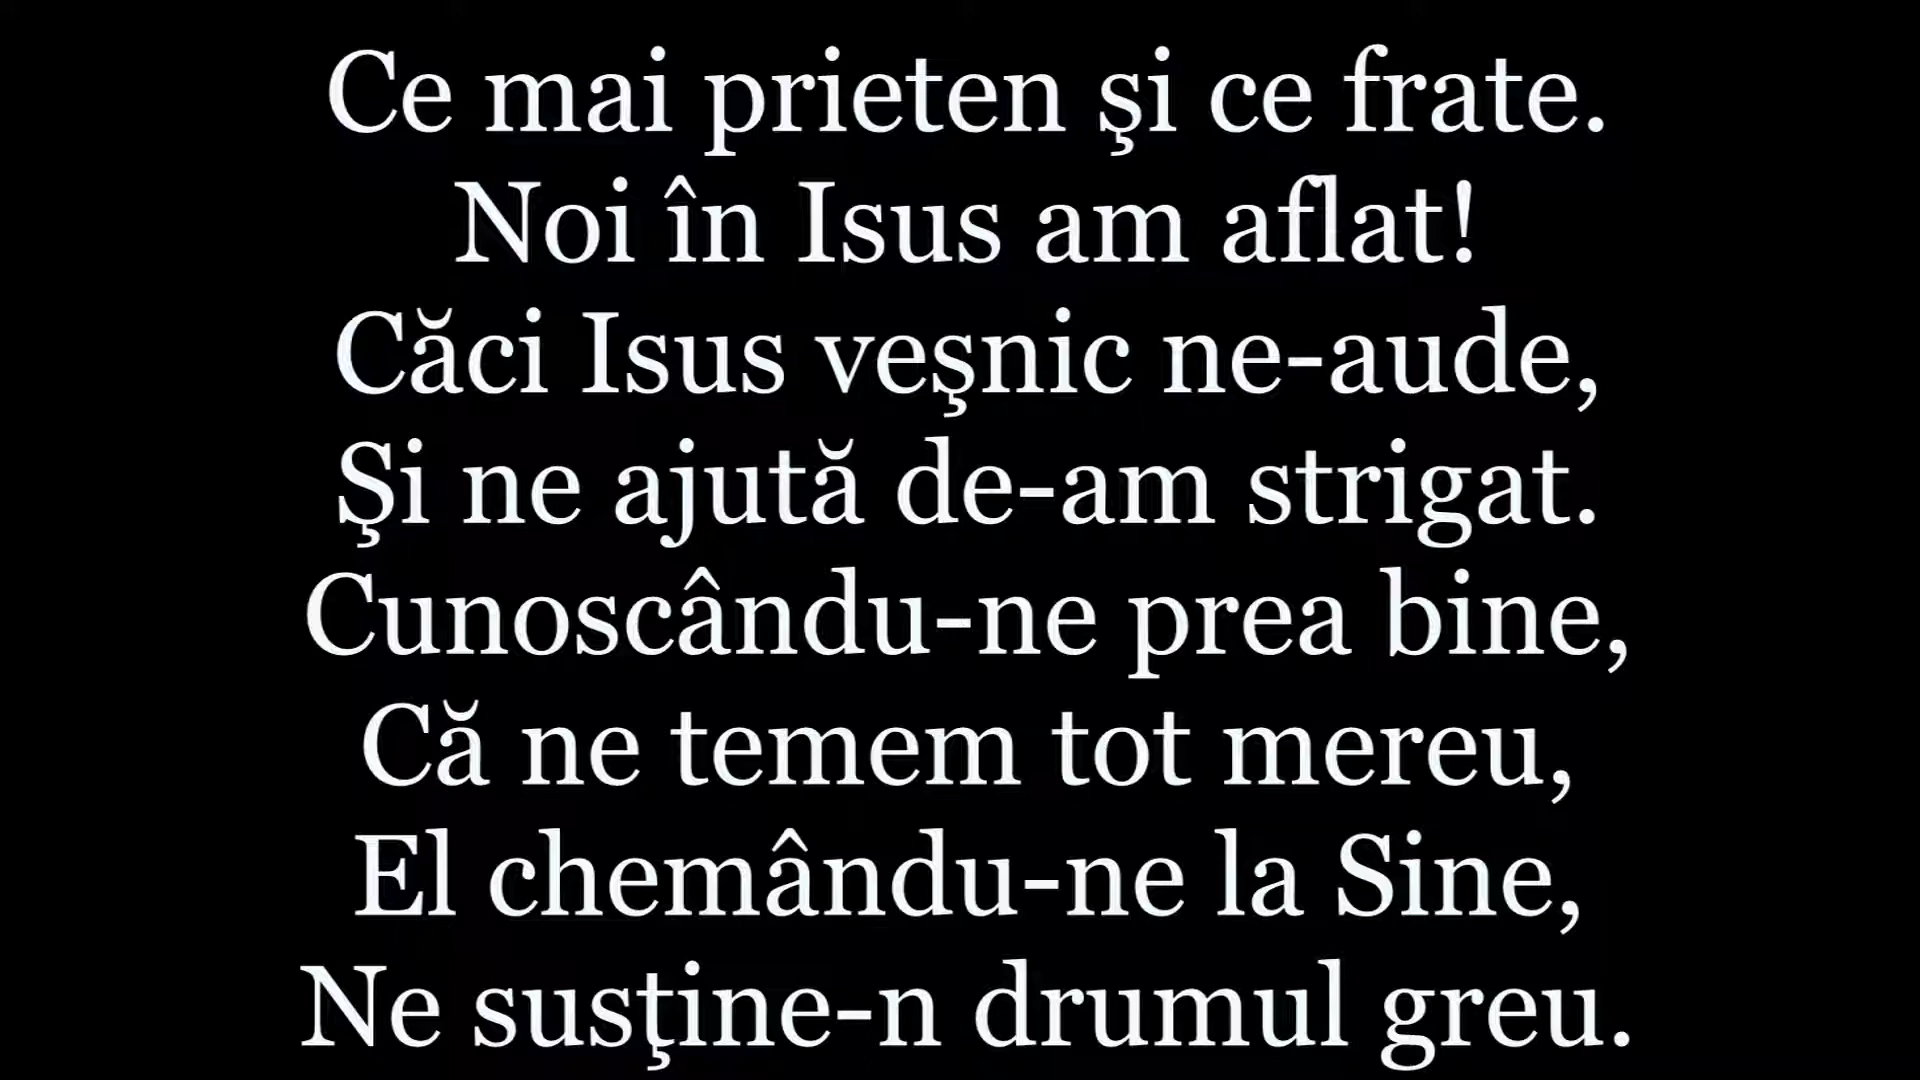 Ce mai prieten şi ce frate.
Noi în Isus am aflat!
Căci Isus veşnic ne-aude,
Şi ne ajută de-am strigat.
Cunoscându-ne prea bine,
Că ne temem tot mereu,
El chemându-ne la Sine,
Ne susţine-n drumul greu.